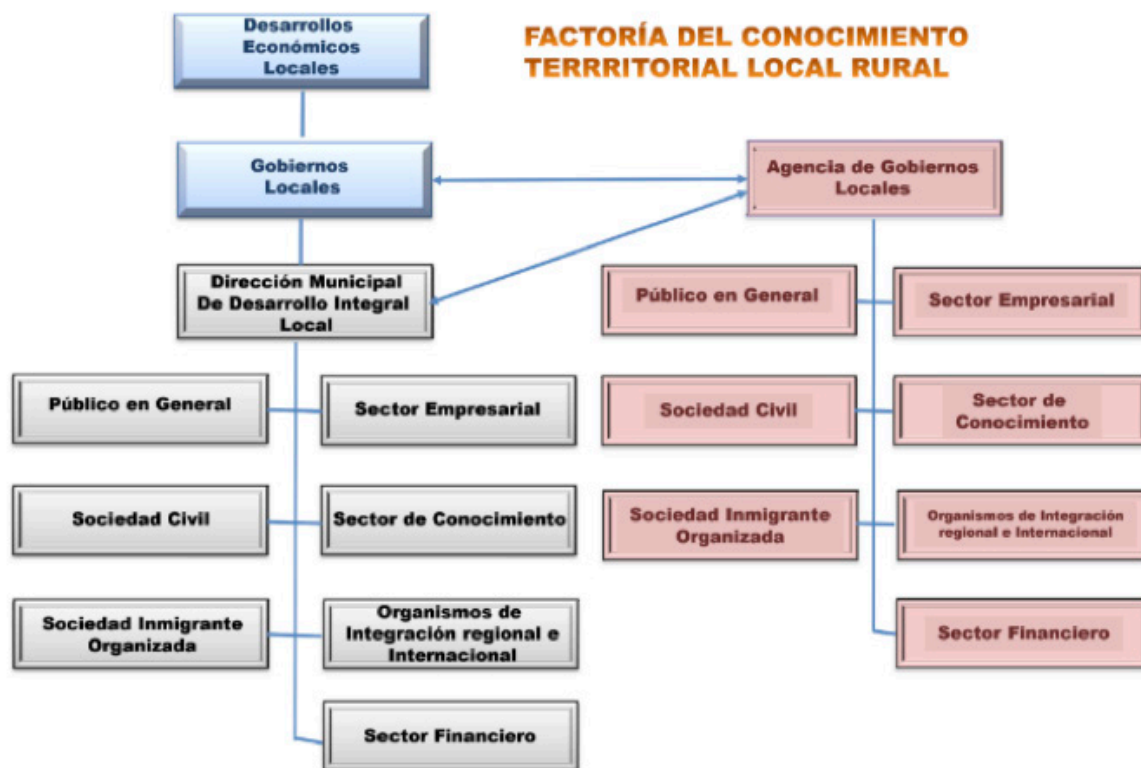 FACTORÍA DEL CONOCIMIENTO
TERRRITORIAL LOCAL RURAL
Desarrollos
Económicos
Locales
Gobiernos
Locales
Dirección Municipal
De Desarrollo Integral
Local
Público en General
Sector Empresarial
Sociedad Civil
Sector de Conocimiento
Sociedad Inmigrante
Organizada
Organismos de
Integración regional e
Internacional
Sector Financiero
Agencia de Gobiernos
Locales
Público en General
Sector Empresarial
Sociedad Civil
Sector de
Conocimiento
Sociedad Inmigrante
Organizada
Organismos de Integración
regional e Internacional
Sector Financiero